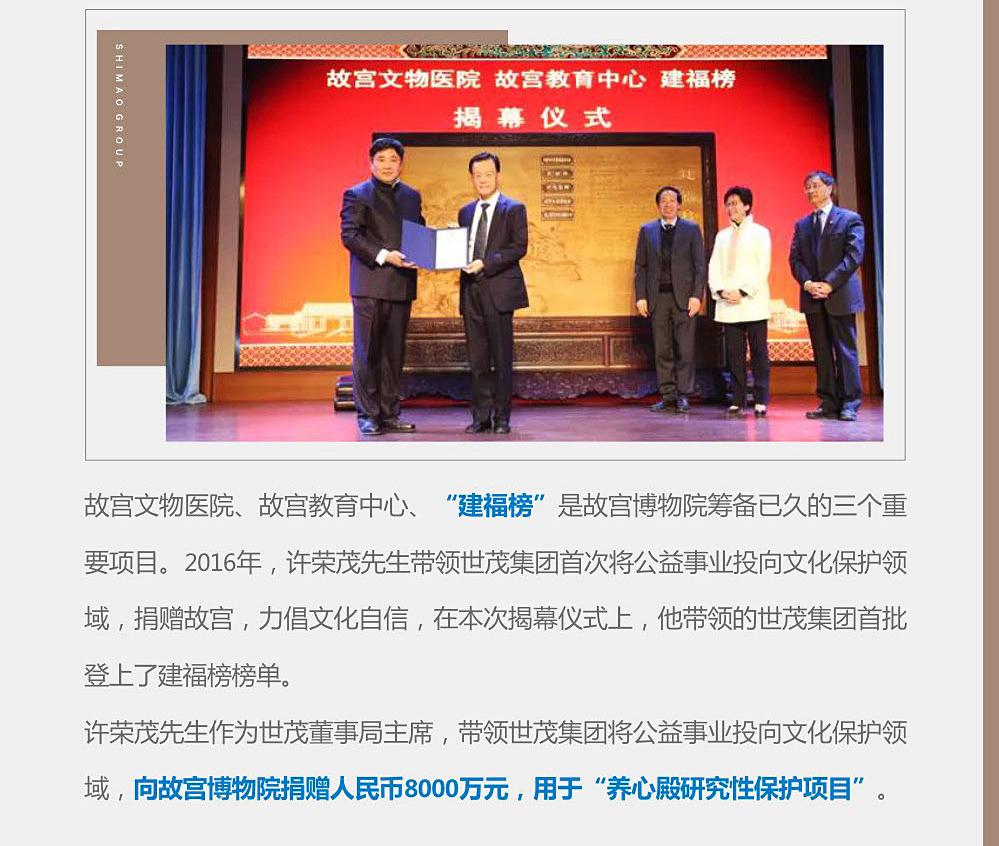 SHIMAO GROUP
故宫文物医院 故宫教育中心 建福榜
揭幕仪式
故宫文物医院、故宫教育中心、“建福榜”是故宫博物院筹备已久的三个重
要项目。2016年，许荣茂先生带领世茂集团首次将公益事业投向文化保护领
域，捐赠故宫，力倡文化自信，在本次揭幕仪式上，他带领的世茂集团首批
登上了建福榜榜单。
许荣茂先生作为世茂董事局主席，带领世茂集团将公益事业投向文化保护领
域，向故宫博物院捐赠人民币8000万元，用于“养心殿研究性保护项目”。